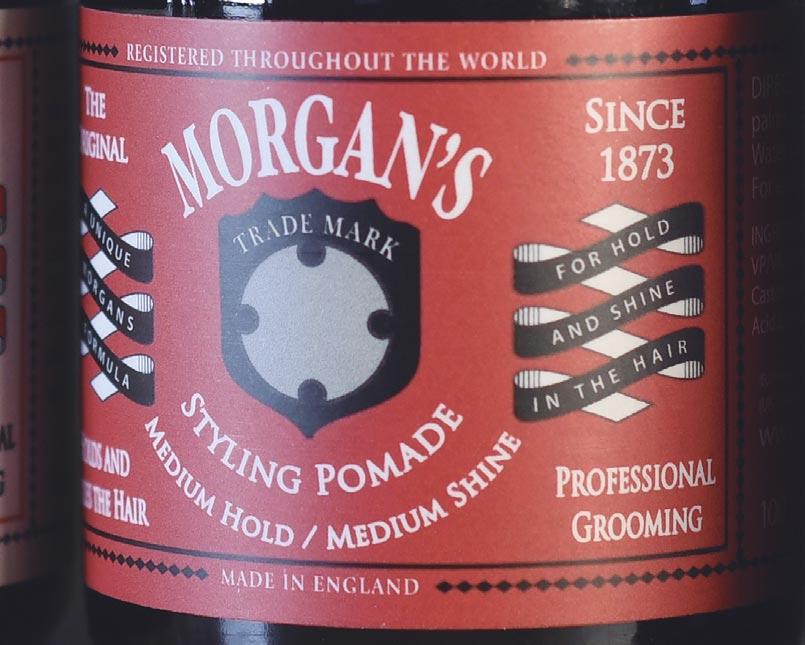 REGISTERED THROUGHOUT THE WORLD
THE
MORGAN'S
TRADE MARK
SINCE
1873
UNIQUE
FORMULA
FOR HOLD
AND SHINE
IN THE HAIR
STYLING POMADE
MEDIUM HOLD / MEDIUM SHINE
AND
THE HAIR
PROFESSIONAL
GROOMING
MADE IN ENGLAND